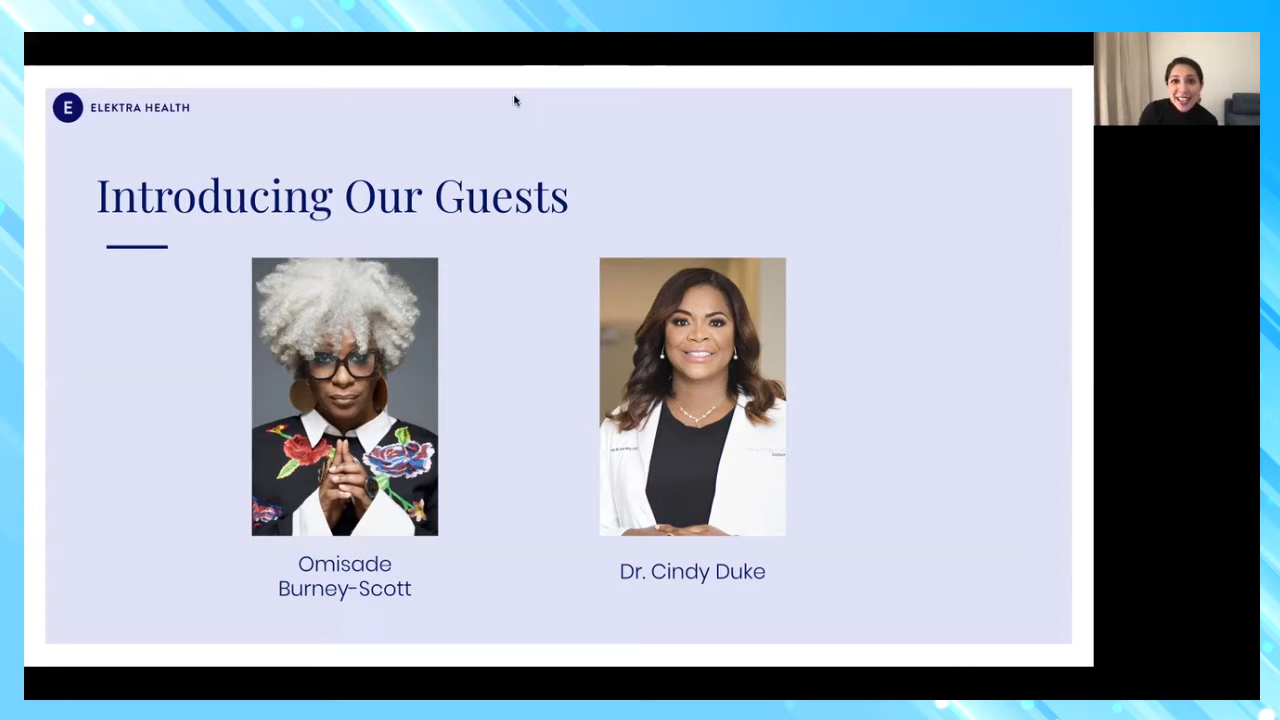 E ELEKTRA HEALTH
Introducing Our Guests
Omisade
Burney-Scott
Dr. Cindy Duke